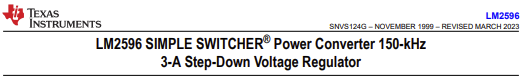 TEXAS
INSTRUMENTS
LM2596
SNVS124G – NOVEMBER 1999 – REVISED MARCH 2023
LM2596 SIMPLE SWITCHER® Power Converter 150-kHz
3-A Step-Down Voltage Regulator